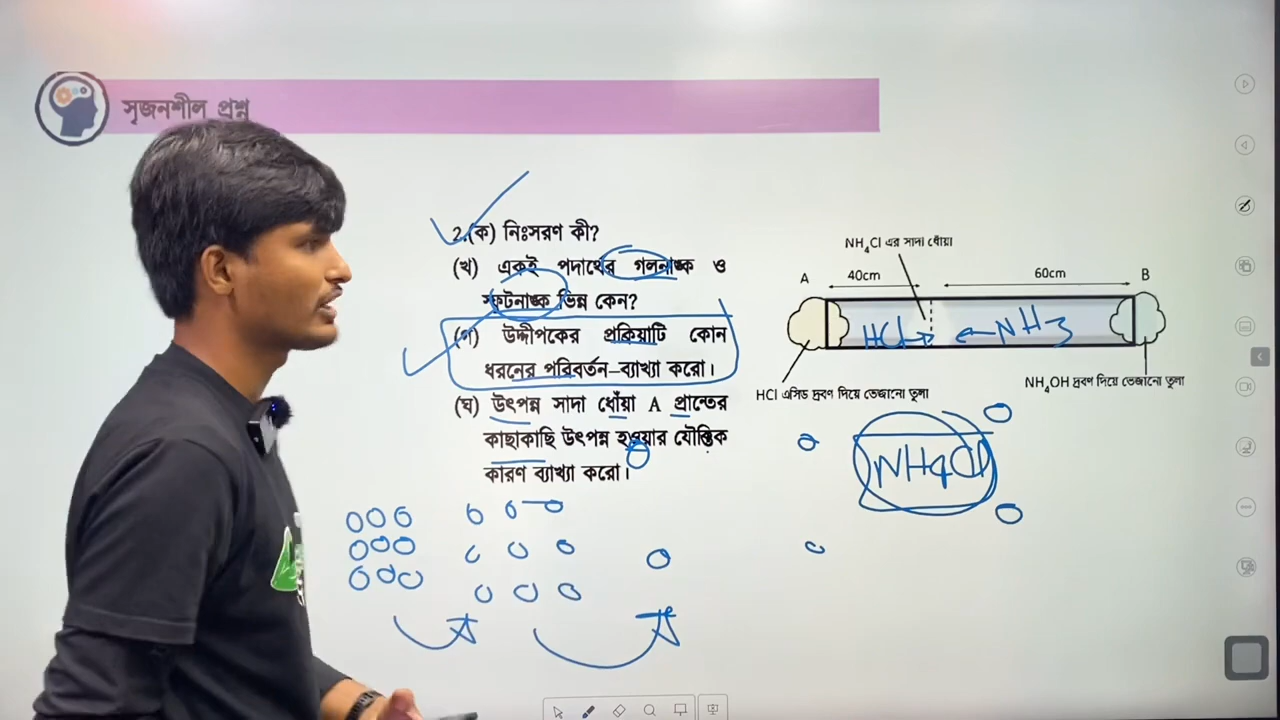 সৃজনশীল প্রশ্ন
2.(ক) নিঃসরণ কী?
(খ) একই পদার্থের গলনাঙ্ক ও
স্ফুটনাঙ্ক ভিন্ন কেন?
(গ) উদ্দীপকের প্রক্রিয়াটি কোন
ধরনের পরিবর্তন-ব্যাখ্যা করো।
(ঘ) উৎপন্ন সাদা ধোঁয়া A প্রান্তের
কাছাকাছি উৎপন্ন হওয়ার যৌক্তিক
কারণ ব্যাখ্যা করো।
NH4Cl এর সাদা ধোঁয়া
A 40cm 60cm B
HCl NH3
HCl এসিড দ্রবণ দিয়ে ভেজানো তুলা
NH4OH দ্রবণ দিয়ে ভেজানো তুলা
NH4Cl